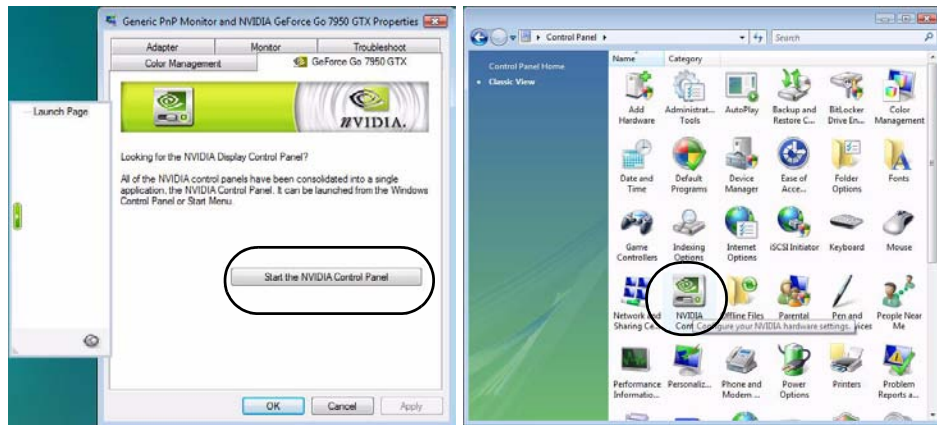 Generic PnP Monitor and NVIDIA GeForce Go 7950 GTX Properties
Adapter Monitor Troubleshoot
Color Management GeForce Go 7950 GTX
Launch Page
NVIDIA.
Looking for the NVIDIA Display Control Panel?
All of the NVIDIA control panels have been consolidated into a single
application, the NVIDIA Control Panel. It can be launched from the Windows
Control Panel or Start Menu.
Start the NVIDIA Control Panel
OK Cancel Apply
Control Panel
Search
Control Panel Home
Classic View
Name Category
Add
Hardware
Administrat...
Tools
AutoPlay
Backup and
Restore C...
BitLocker
Drive En...
Color
Management
Date and
Time
Default
Programs
Device
Manager
Ease of
Acce...
Folder
Options
Fonts
Game
Controllers
Indexing
Options
Internet
Options
iSCSI Initiator
Keyboard
Mouse
Network and
Sharing Ce...
NVIDIA
Offline Files
Parental
Pen and
People Near
Me
Configure your NVIDIA hardware settings.
Performance
Informatio...
Personaliz...
Phone and
Modem ...
Power
Options
Printers
Problem
Reports a...